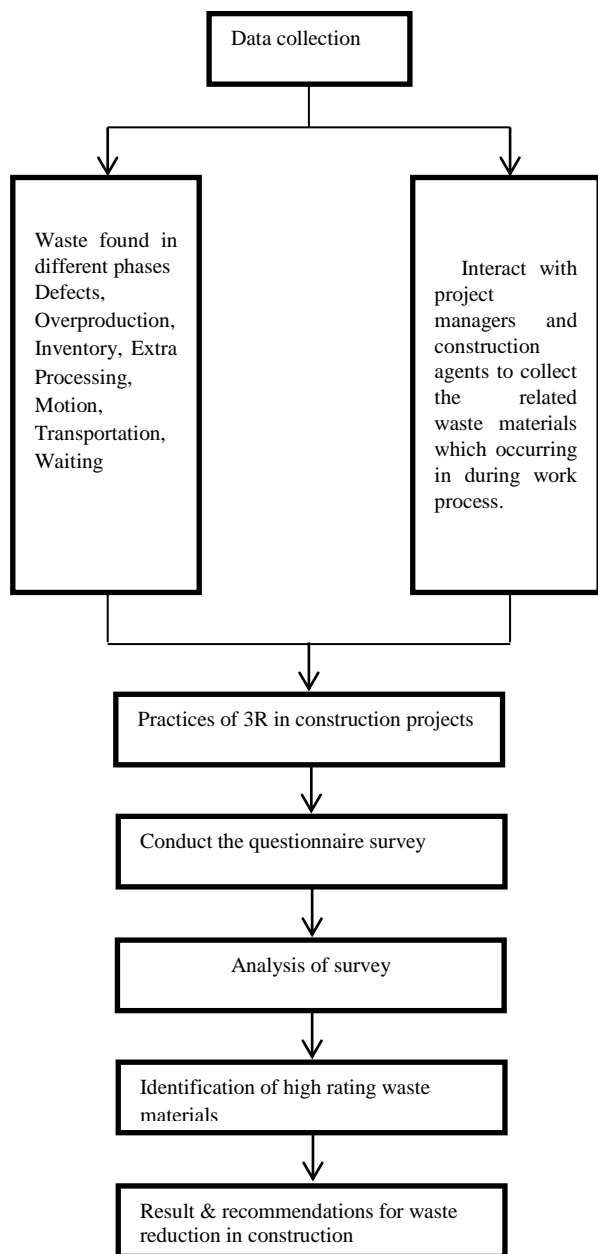 Data collection
Waste found in
different phases
Defects,
Overproduction,
Inventory, Extra
Processing,
Motion,
Transportation,
Waiting
Interact with
project
managers and
construction
agents to collect
the related
waste materials
which occurring
in during work
process.
Practices of 3R in construction projects
Conduct the questionnaire survey
Analysis of survey
Identification of high rating waste
materials
Result & recommendations for waste
reduction in construction